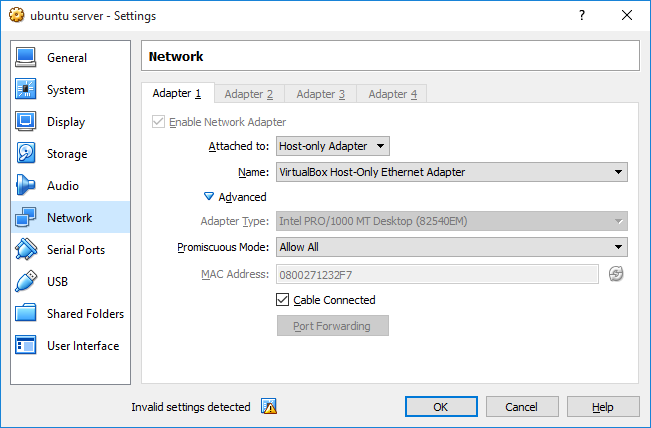 ubuntu server - Settings
?
General
System
Display
Storage
Audio
Network
Serial Ports
USB
Shared Folders
User Interface
Network
Adapter 1 Adapter 2 Adapter 3 Adapter 4
Enable Network Adapter
Attached to: Host-only Adapter
Name: VirtualBox Host-Only Ethernet Adapter
Advanced
Adapter Type: Intel PRO/1000 MT Desktop (82540EM)
Promiscuous Mode: Allow All
MAC Address: 0800271232F7
Cable Connected
Port Forwarding
Invalid settings detected
OK Cancel Help